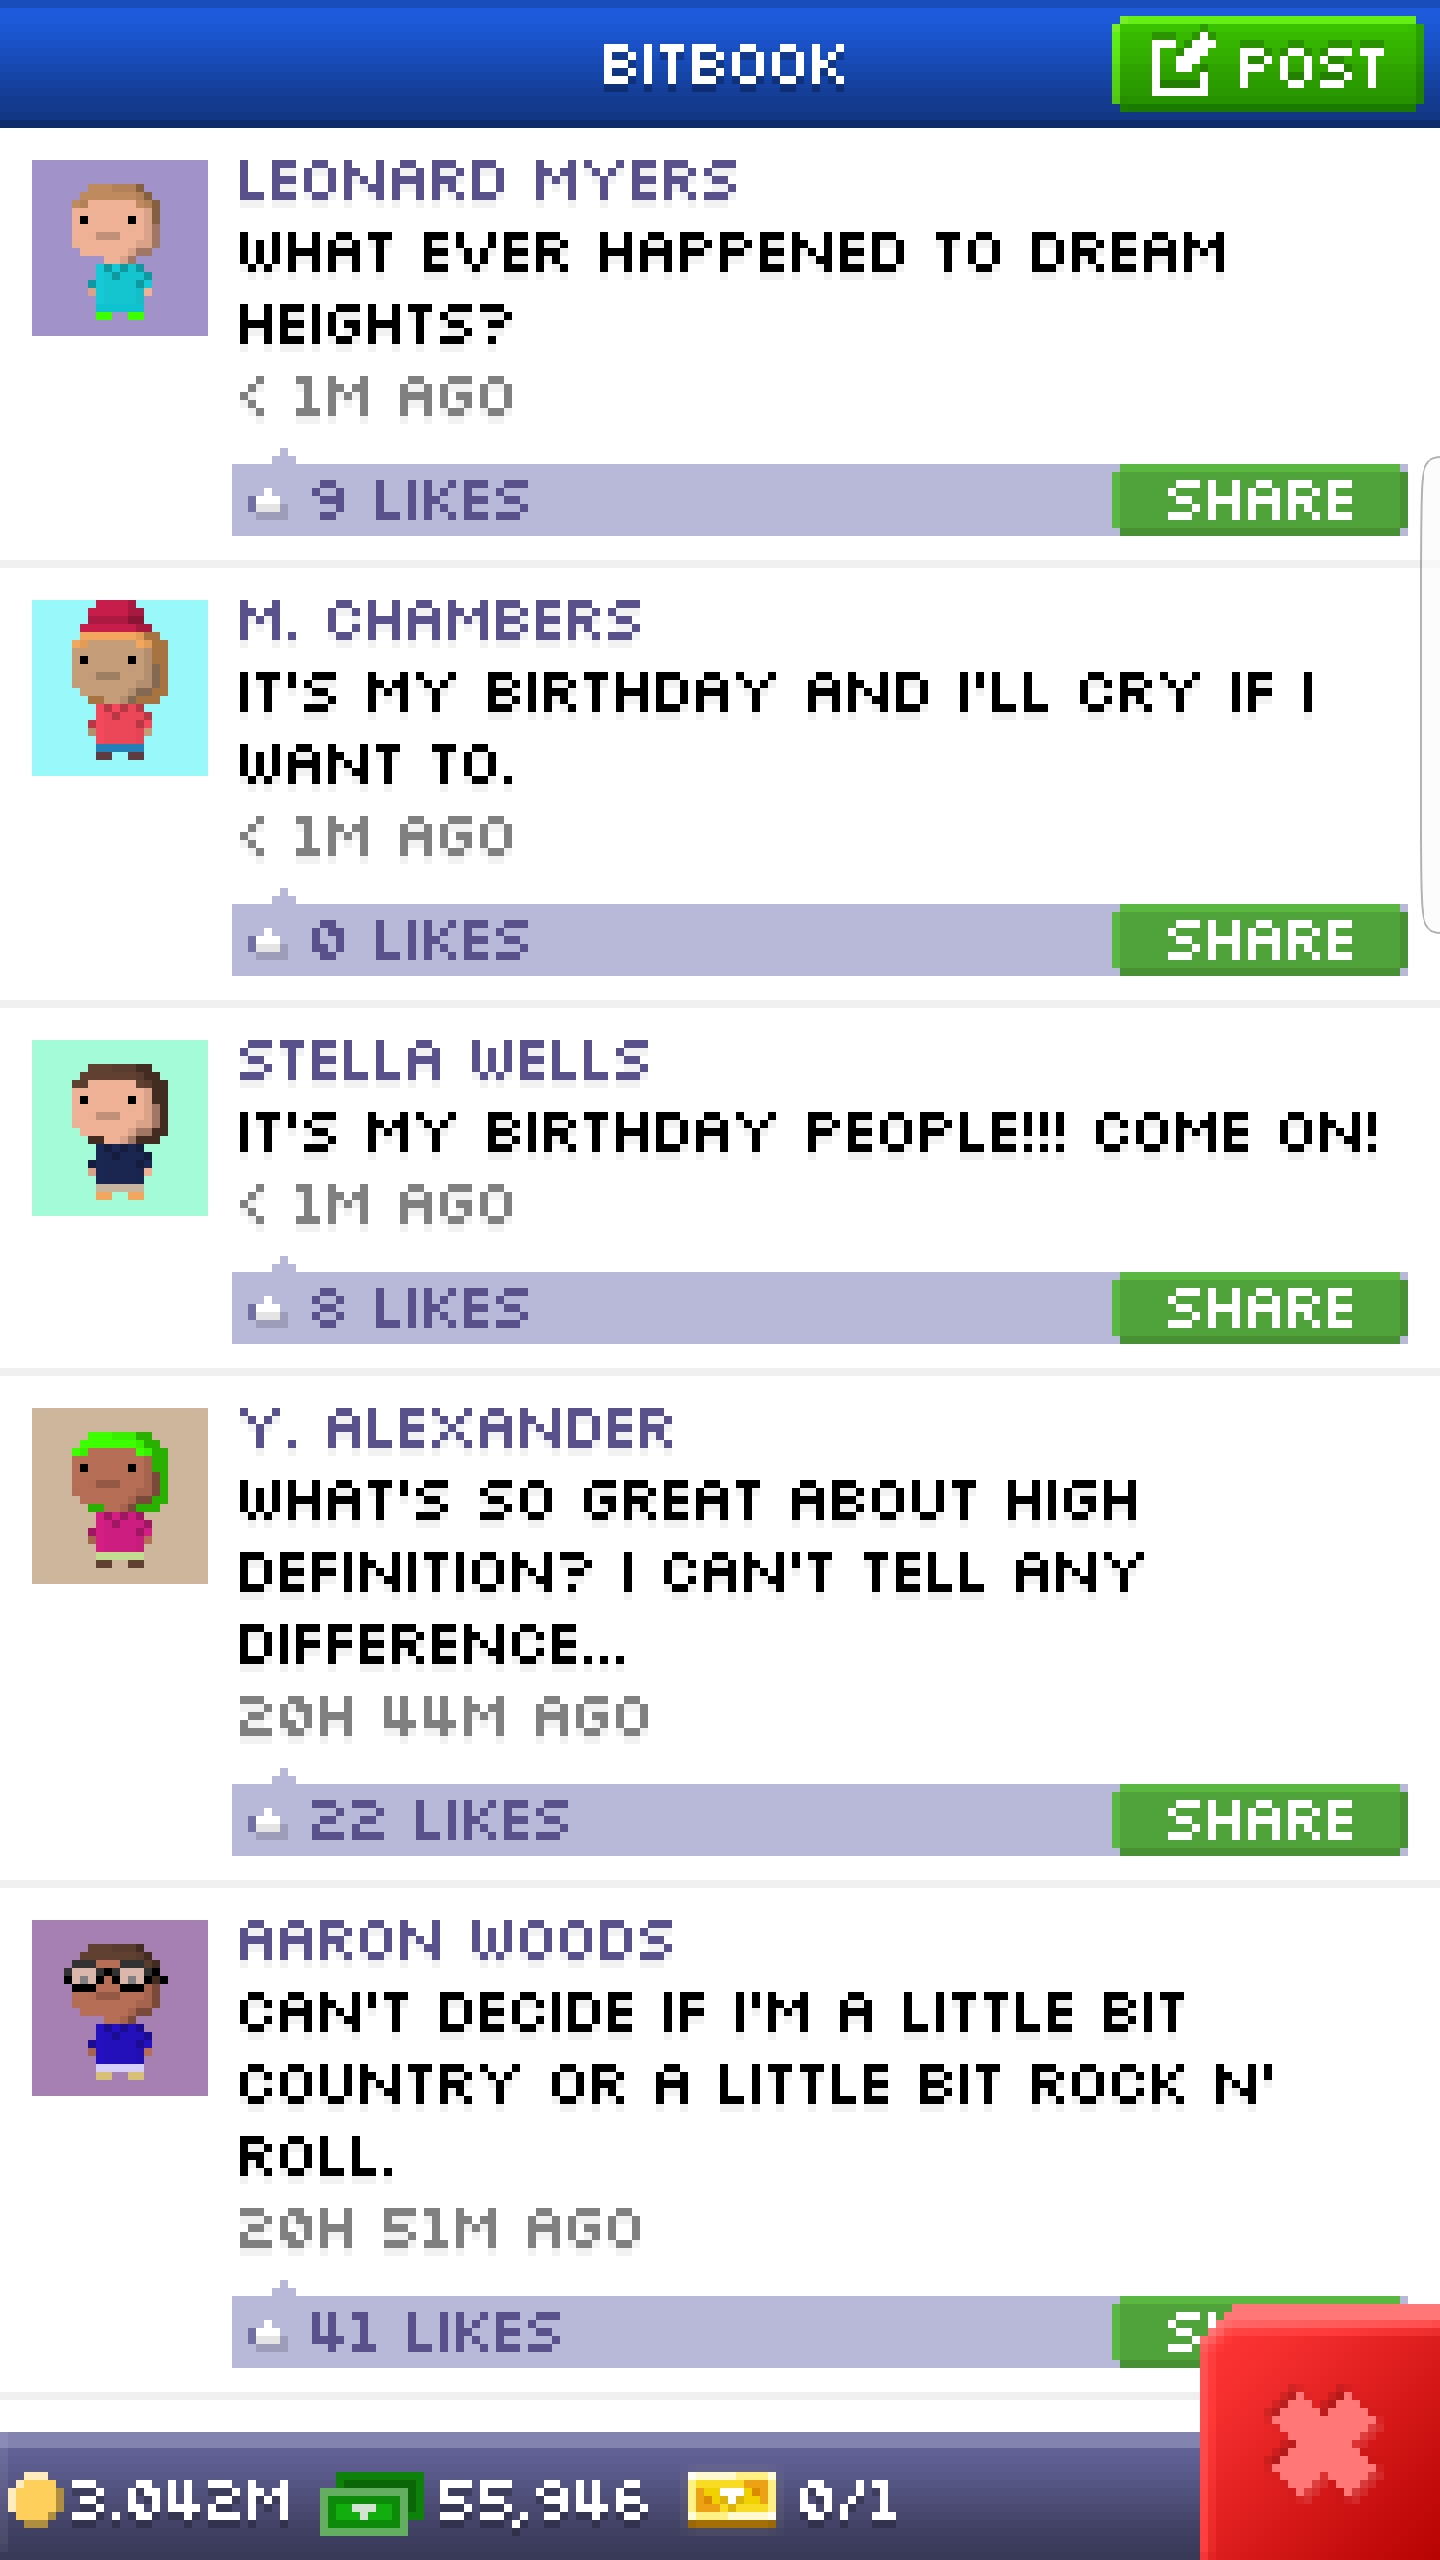 BITBOOK
POST
LEONARD MYERS
WHAT EVER HAPPENED TO DREAM
HEIGHTS?
< 1M AGO
9 LIKES
SHARE
M. CHAMBERS
IT'S MY BIRTHDAY AND I'LL CRY IF I
WANT TO.
< 1M AGO
0 LIKES
SHARE
STELLA WELLS
IT'S MY BIRTHDAY PEOPLE!!! COME ON!
< 1M AGO
8 LIKES
SHARE
Y. ALEXANDER
WHAT'S SO GREAT ABOUT HIGH
DEFINITION? I CAN'T TELL ANY
DIFFERENCE...
20H 44M AGO
22 LIKES
SHARE
AARON WOODS
CAN'T DECIDE IF I'M A LITTLE BIT
COUNTRY OR A LITTLE BIT ROCK N'
ROLL.
20H 51M AGO
41 LIKES
3.042M 55,946 0/1